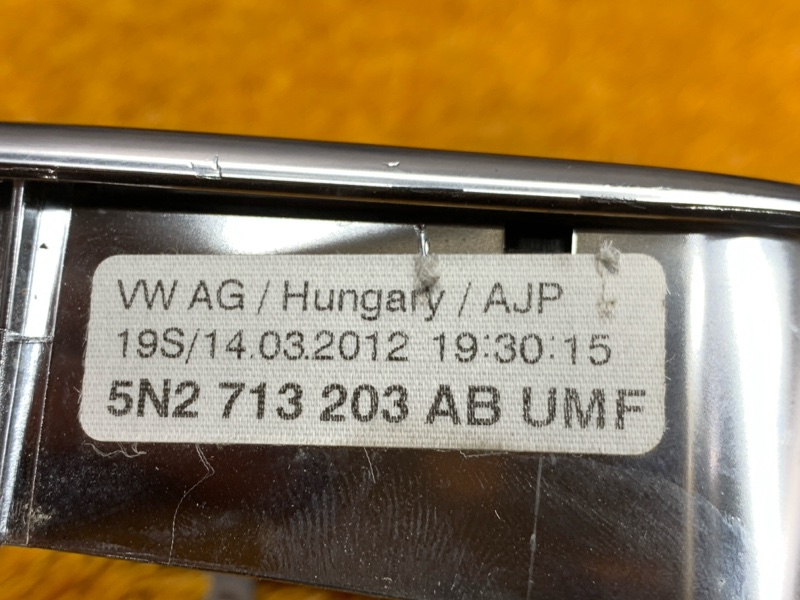 VW AG / Hungary / AJP
19S/14.03.2012 19:30:15
5N2 713 203 AB UMF